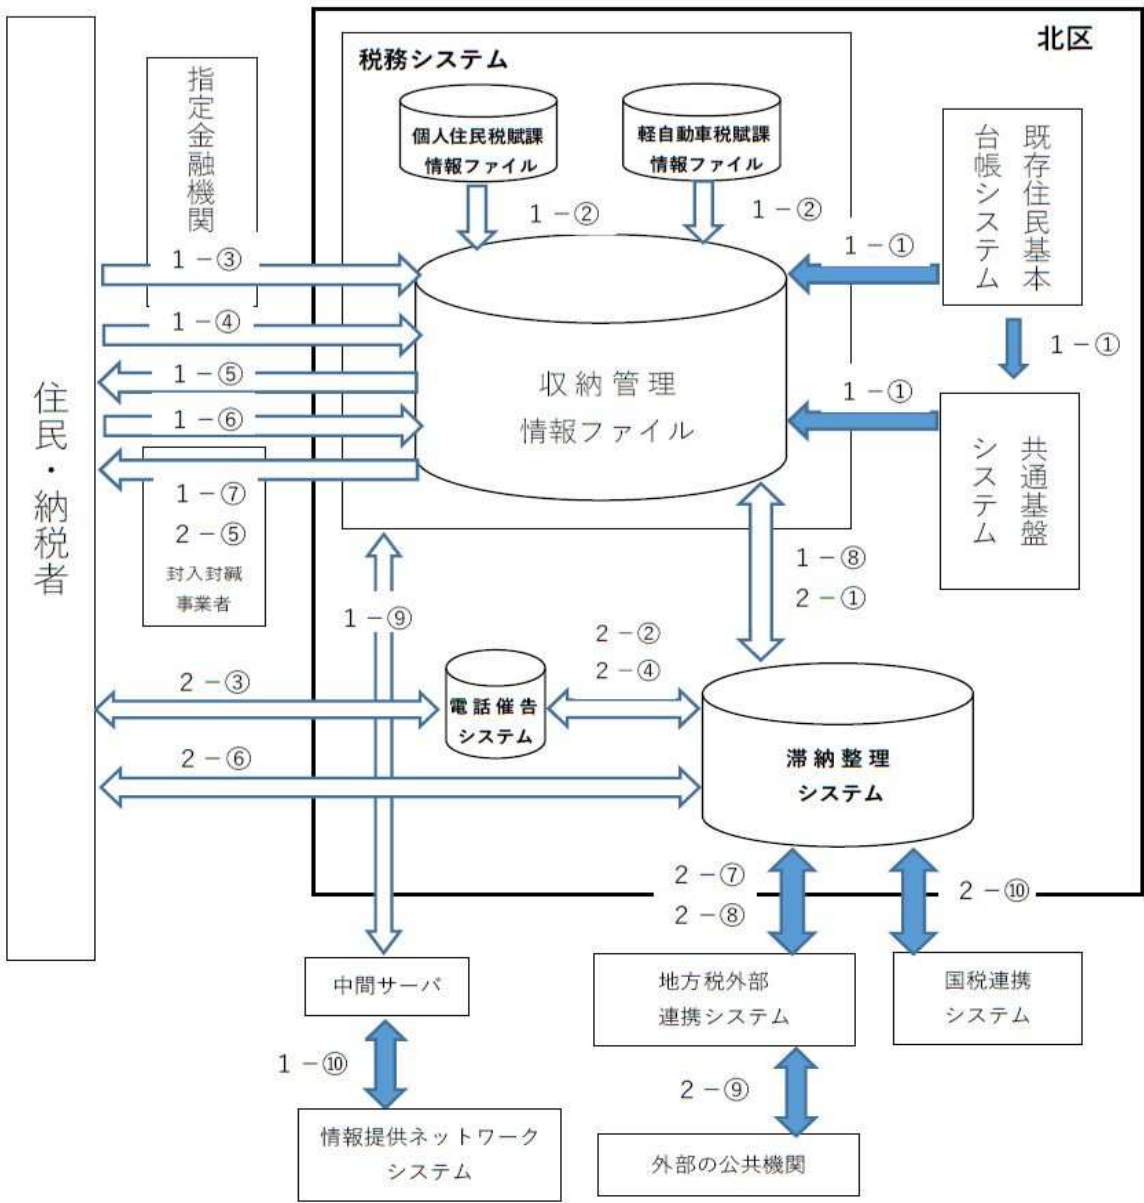 北区
税務システム
指定金融機関
個人住民税賦課
情報ファイル
軽自動車税賦課
情報ファイル
既存住民基本
台帳システム
1－②
1－②
1－①
1－③
1－④
1－①
1－⑤
収納管理
情報ファイル
1－①
1－⑥
住民・納税者
共通基盤
システム
1－⑦
2－⑤
封入封緘
事業者
1－⑧
2－①
1－⑨
2－②
2－④
2－③
電話催告
システム
2－⑥
滞納整理
システム
2－⑦
2－⑧
2－⑩
中間サーバ
地方税外部
連携システム
国税連携
システム
1－⑩
2－⑨
情報提供ネットワーク
システム
外部の公共機関